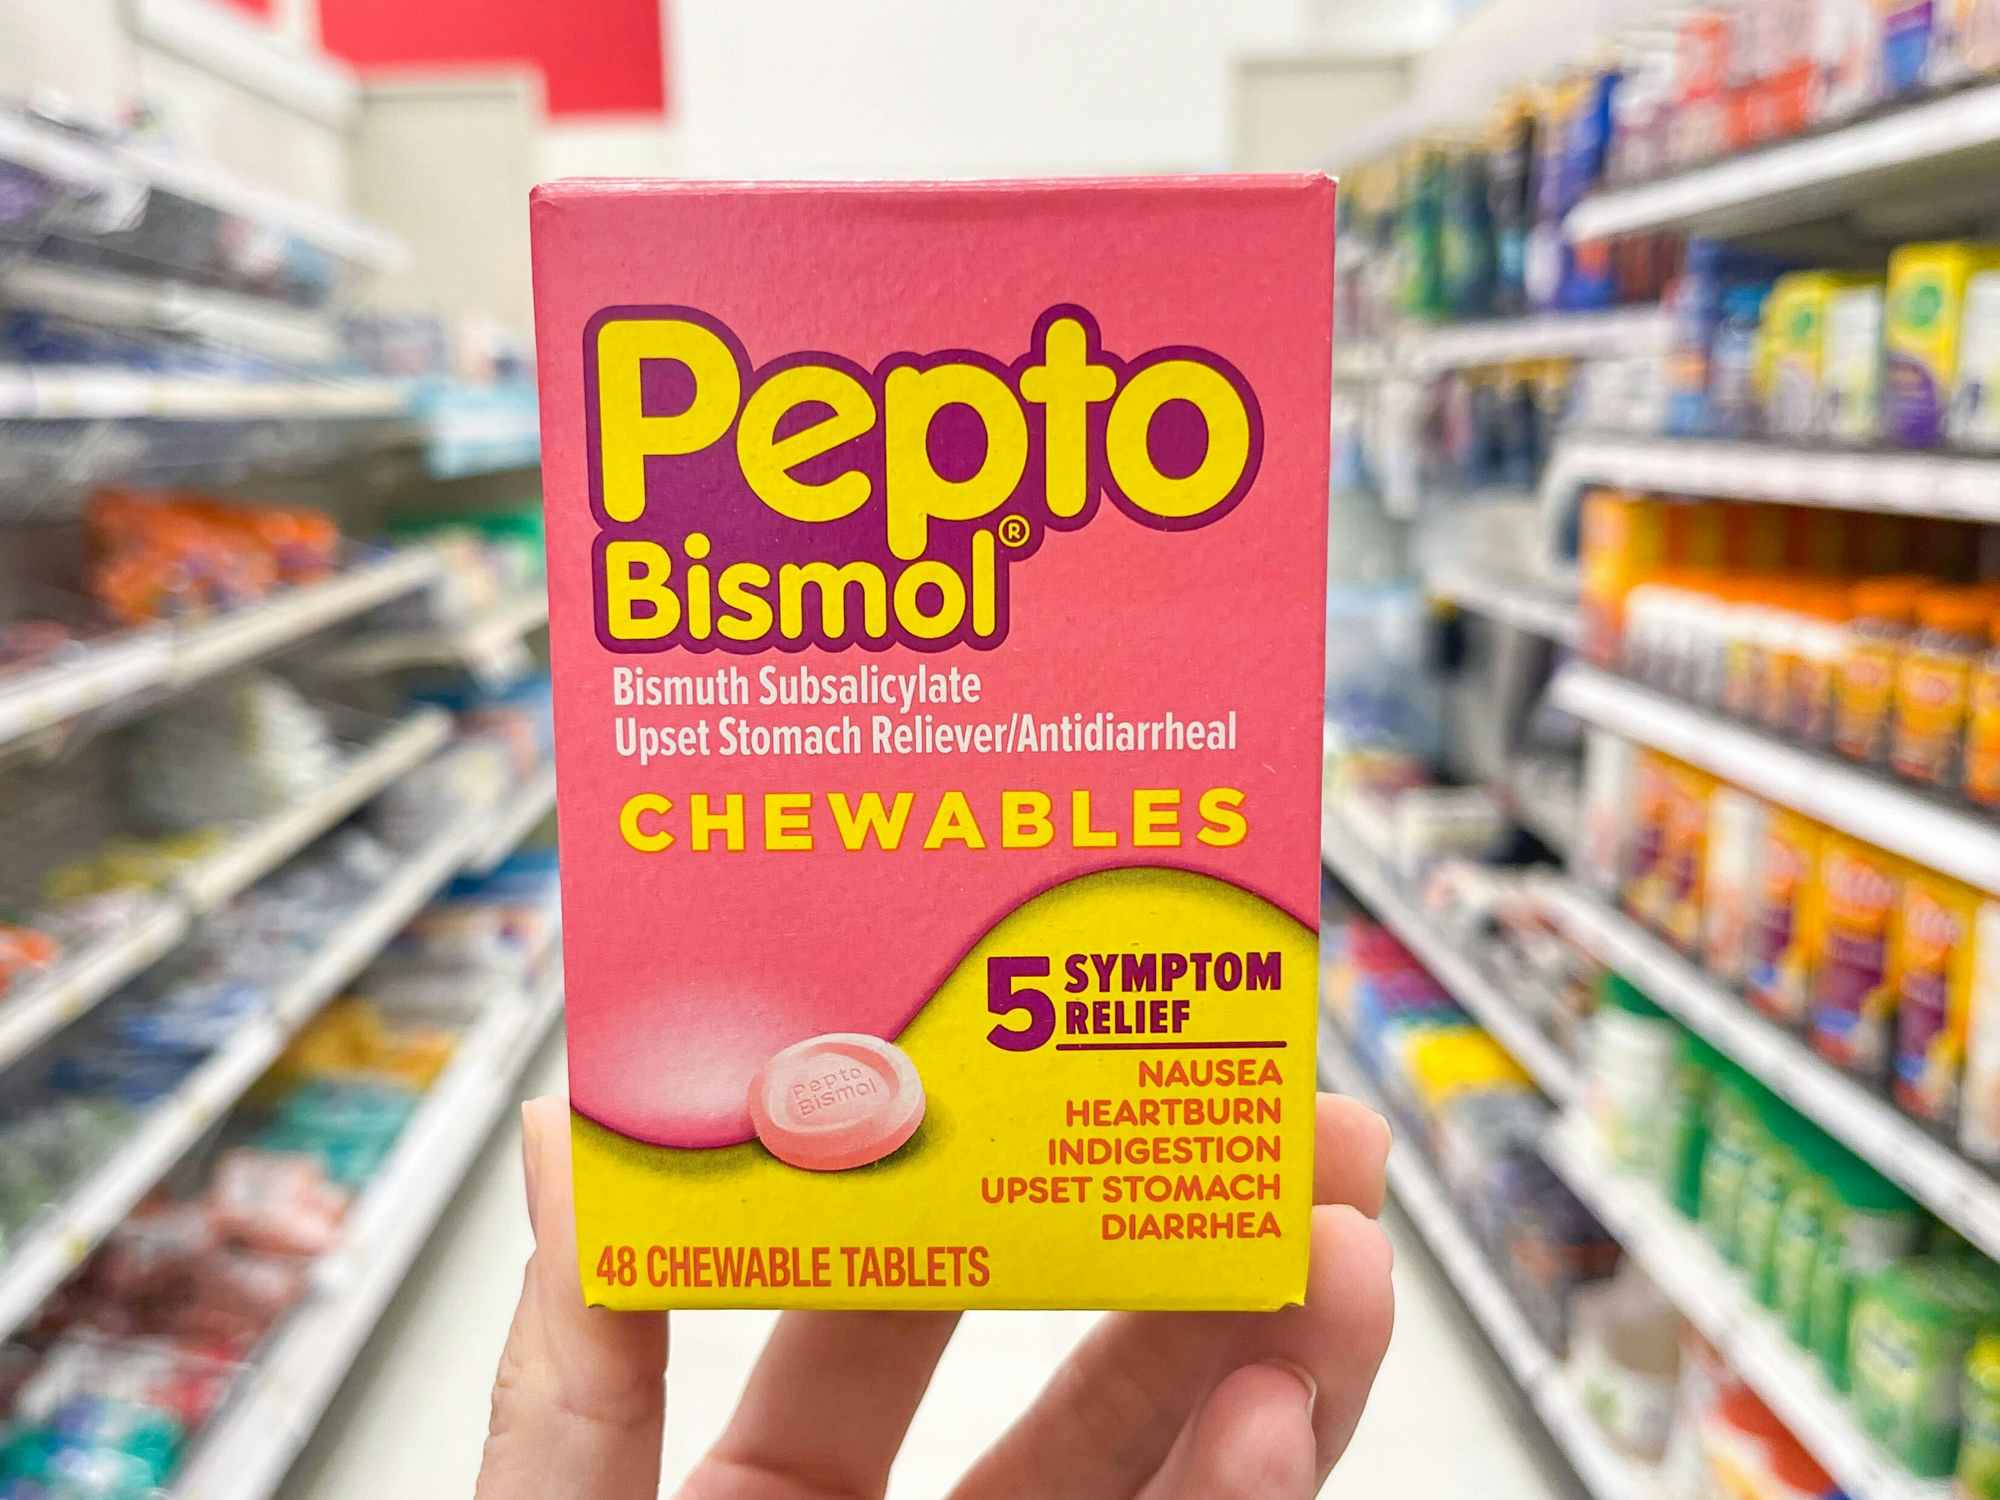 Pepto
Bismol®
Bismuth Subsalicylate
Upset Stomach Reliever/Antidiarrheal
CHEWABLES
5 SYMPTOM
RELIEF
NAUSEA
HEARTBURN
INDIGESTION
UPSET STOMACH
DIARRHEA
Pepto
Bismol
48 CHEWABLE TABLETS